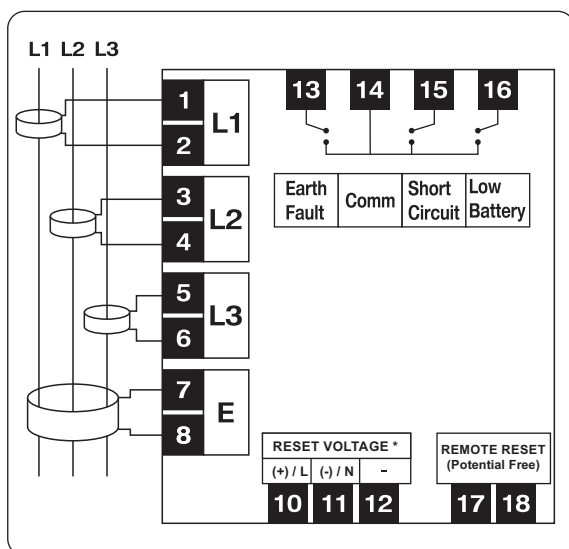 L1 L2 L3
13 14 15 16
1
L1
2
Earth Fault
Comm
Short Circuit
Low Battery
3
L2
4
5
L3
6
7
E
8
RESET VOLTAGE *
(+) / L (-) / N –
10 11 12
REMOTE RESET
(Potential Free)
17 18